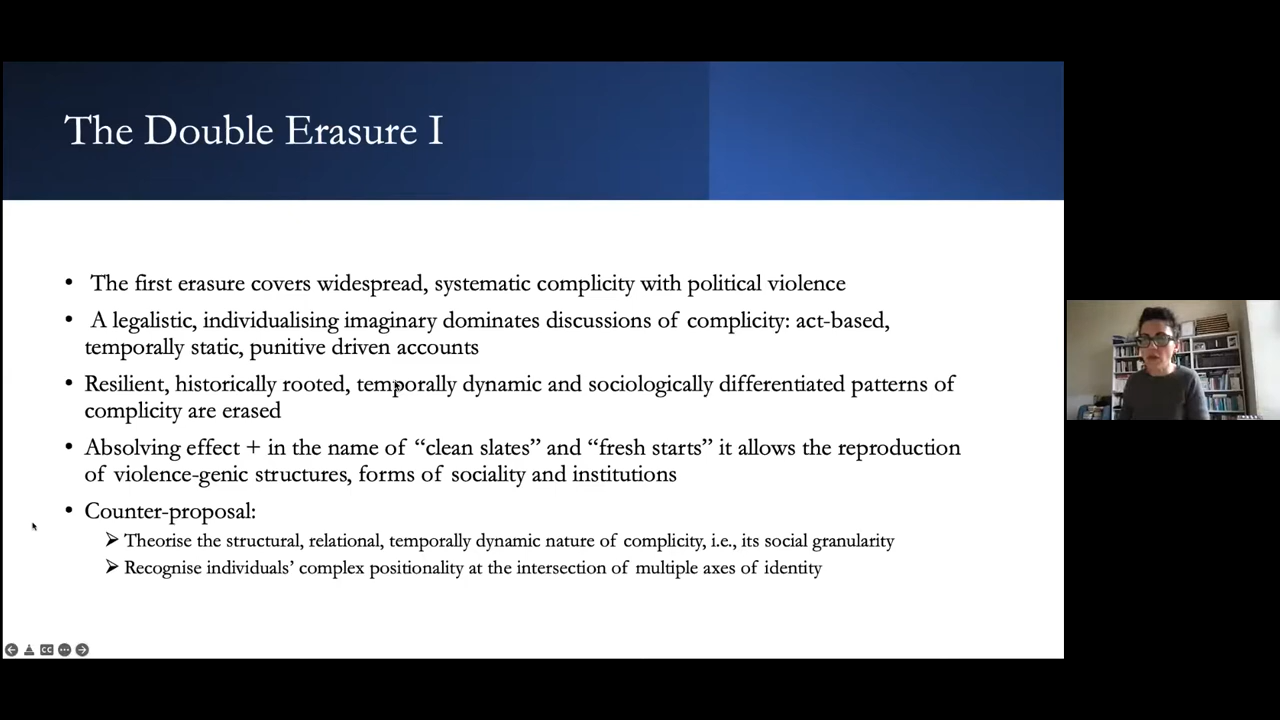 The Double Erasure I
• The first erasure covers widespread, systematic complicity with political violence
• A legalistic, individualising imaginary dominates discussions of complicity: act-based,
temporally static, punitive driven accounts
• Resilient, historically rooted, temporally dynamic and sociologically differentiated patterns of
complicity are erased
• Absolving effect + in the name of “clean slates” and “fresh starts” it allows the reproduction
of violence-genic structures, forms of sociality and institutions
• Counter-proposal:
➢ Theorise the structural, relational, temporally dynamic nature of complicity, i.e., its social granularity
➢ Recognise individuals’ complex positionality at the intersection of multiple axes of identity
CC